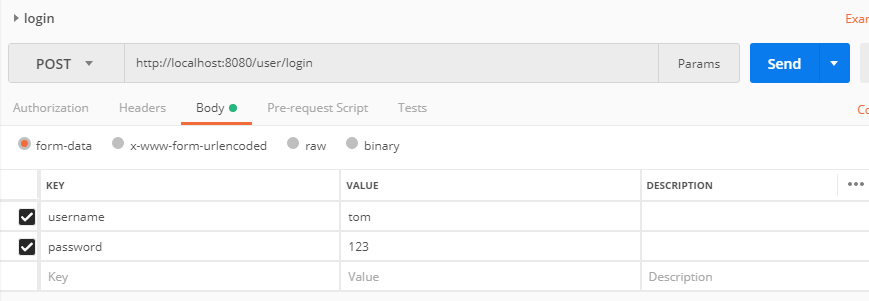 login Exam
POST http://localhost:8080/user/login Params Send
Authorization Headers Body Pre-request Script Tests Co
form-data x-www-form-urlencoded raw binary
KEY VALUE DESCRIPTION
username tom
password 123
Key Value Description